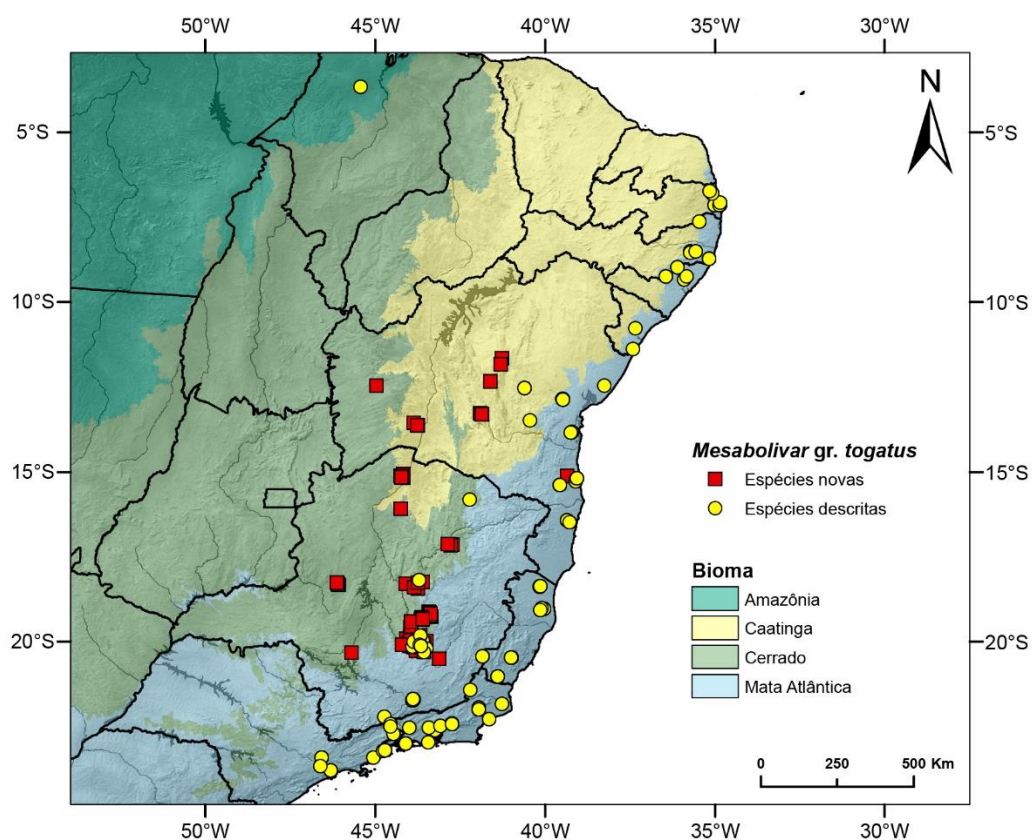 50°W 45°W 40°W 35°W 30°W
N
5°S 5°S
10°S 10°S
Mesabolivar gr. togatus
Espécies novas
15°S 15°S
Espécies descritas
Bioma
Amazônia
Caatinga
Cerrado
20°S 20°S
Mata Atlântica
0 250 500 Km
50°W 45°W 40°W 35°W 30°W